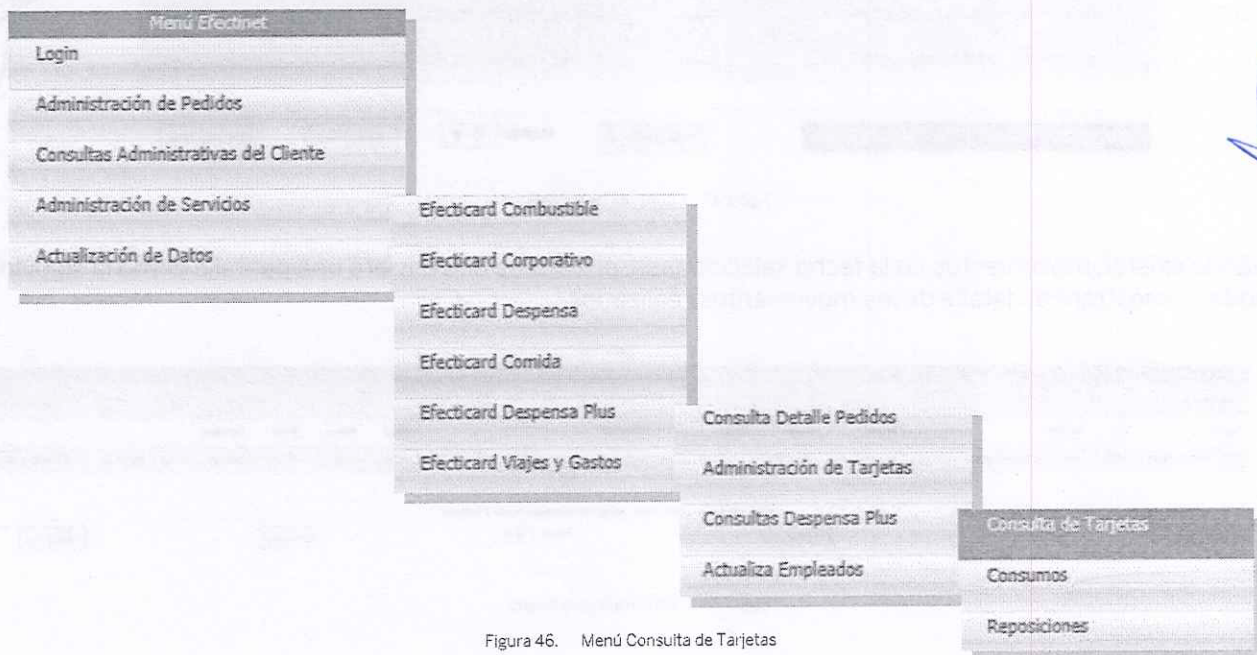 Menú Efectinet
Login
Administración de Pedidos
Consultas Administrativas del Cliente
Administración de Servicios
Actualización de Datos
Efecticard Combustible
Efecticard Corporativo
Efecticard Despensa
Efecticard Comida
Efecticard Despensa Plus
Efecticard Viajes y Gastos
Consulta Detalle Pedidos
Administración de Tarjetas
Consultas Despensa Plus
Actualiza Empleados
Consulta de Tarjetas
Consumos
Reposiciones
Figura 46. Menú Consulta de Tarjetas